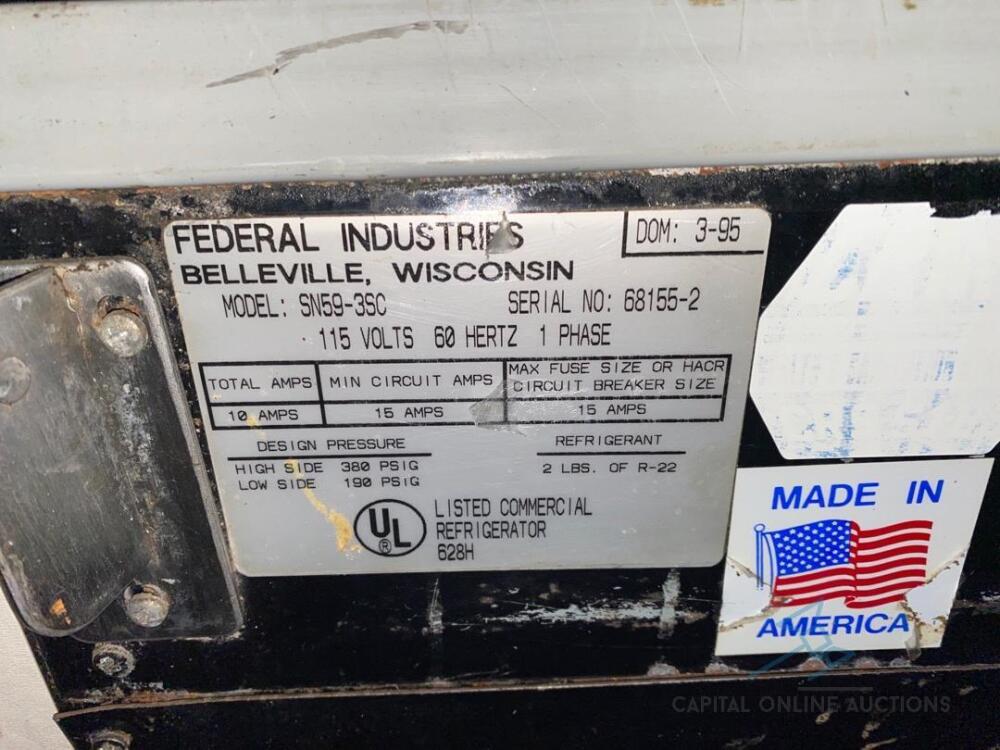 FEDERAL INDUSTRIES
DOM: 3-95
BELLEVILLE, WISCONSIN
MODEL: SN59-3SC SERIAL NO: 68155-2
115 VOLTS 60 HERTZ 1 PHASE
TOTAL AMPS MIN CIRCUIT AMPS MAX FUSE SIZE OR HACR
CIRCUIT BREAKER SIZE
10 AMPS 15 AMPS 15 AMPS
DESIGN PRESSURE REFRIGERANT
HIGH SIDE 380 PSIG 2 LBS. OF R-22
LOW SIDE 190 PSIG
UL
®
LISTED COMMERCIAL
REFRIGERATOR
628H
MADE IN
AMERICA
CAPITAL ONLINE AUCTIONS